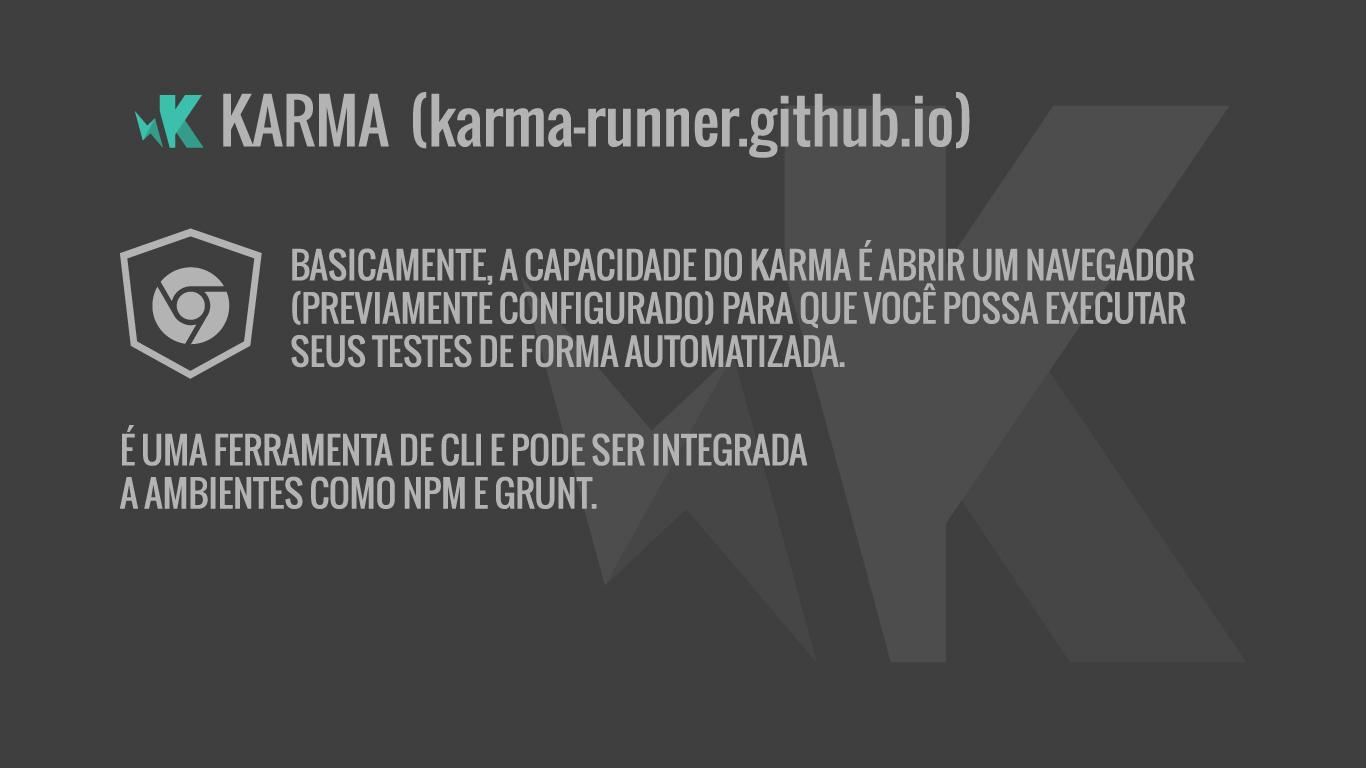 KARMA (karma-runner.github.io)
BASICAMENTE, A CAPACIDADE DO KARMA É ABRIR UM NAVEGADOR
(PREVIAMENTE CONFIGURADO) PARA QUE VOCÊ POSSA EXECUTAR
SEUS TESTES DE FORMA AUTOMATIZADA.
É UMA FERRAMENTA DE CLI E PODE SER INTEGRADA
A AMBIENTES COMO NPM E GRUNT.